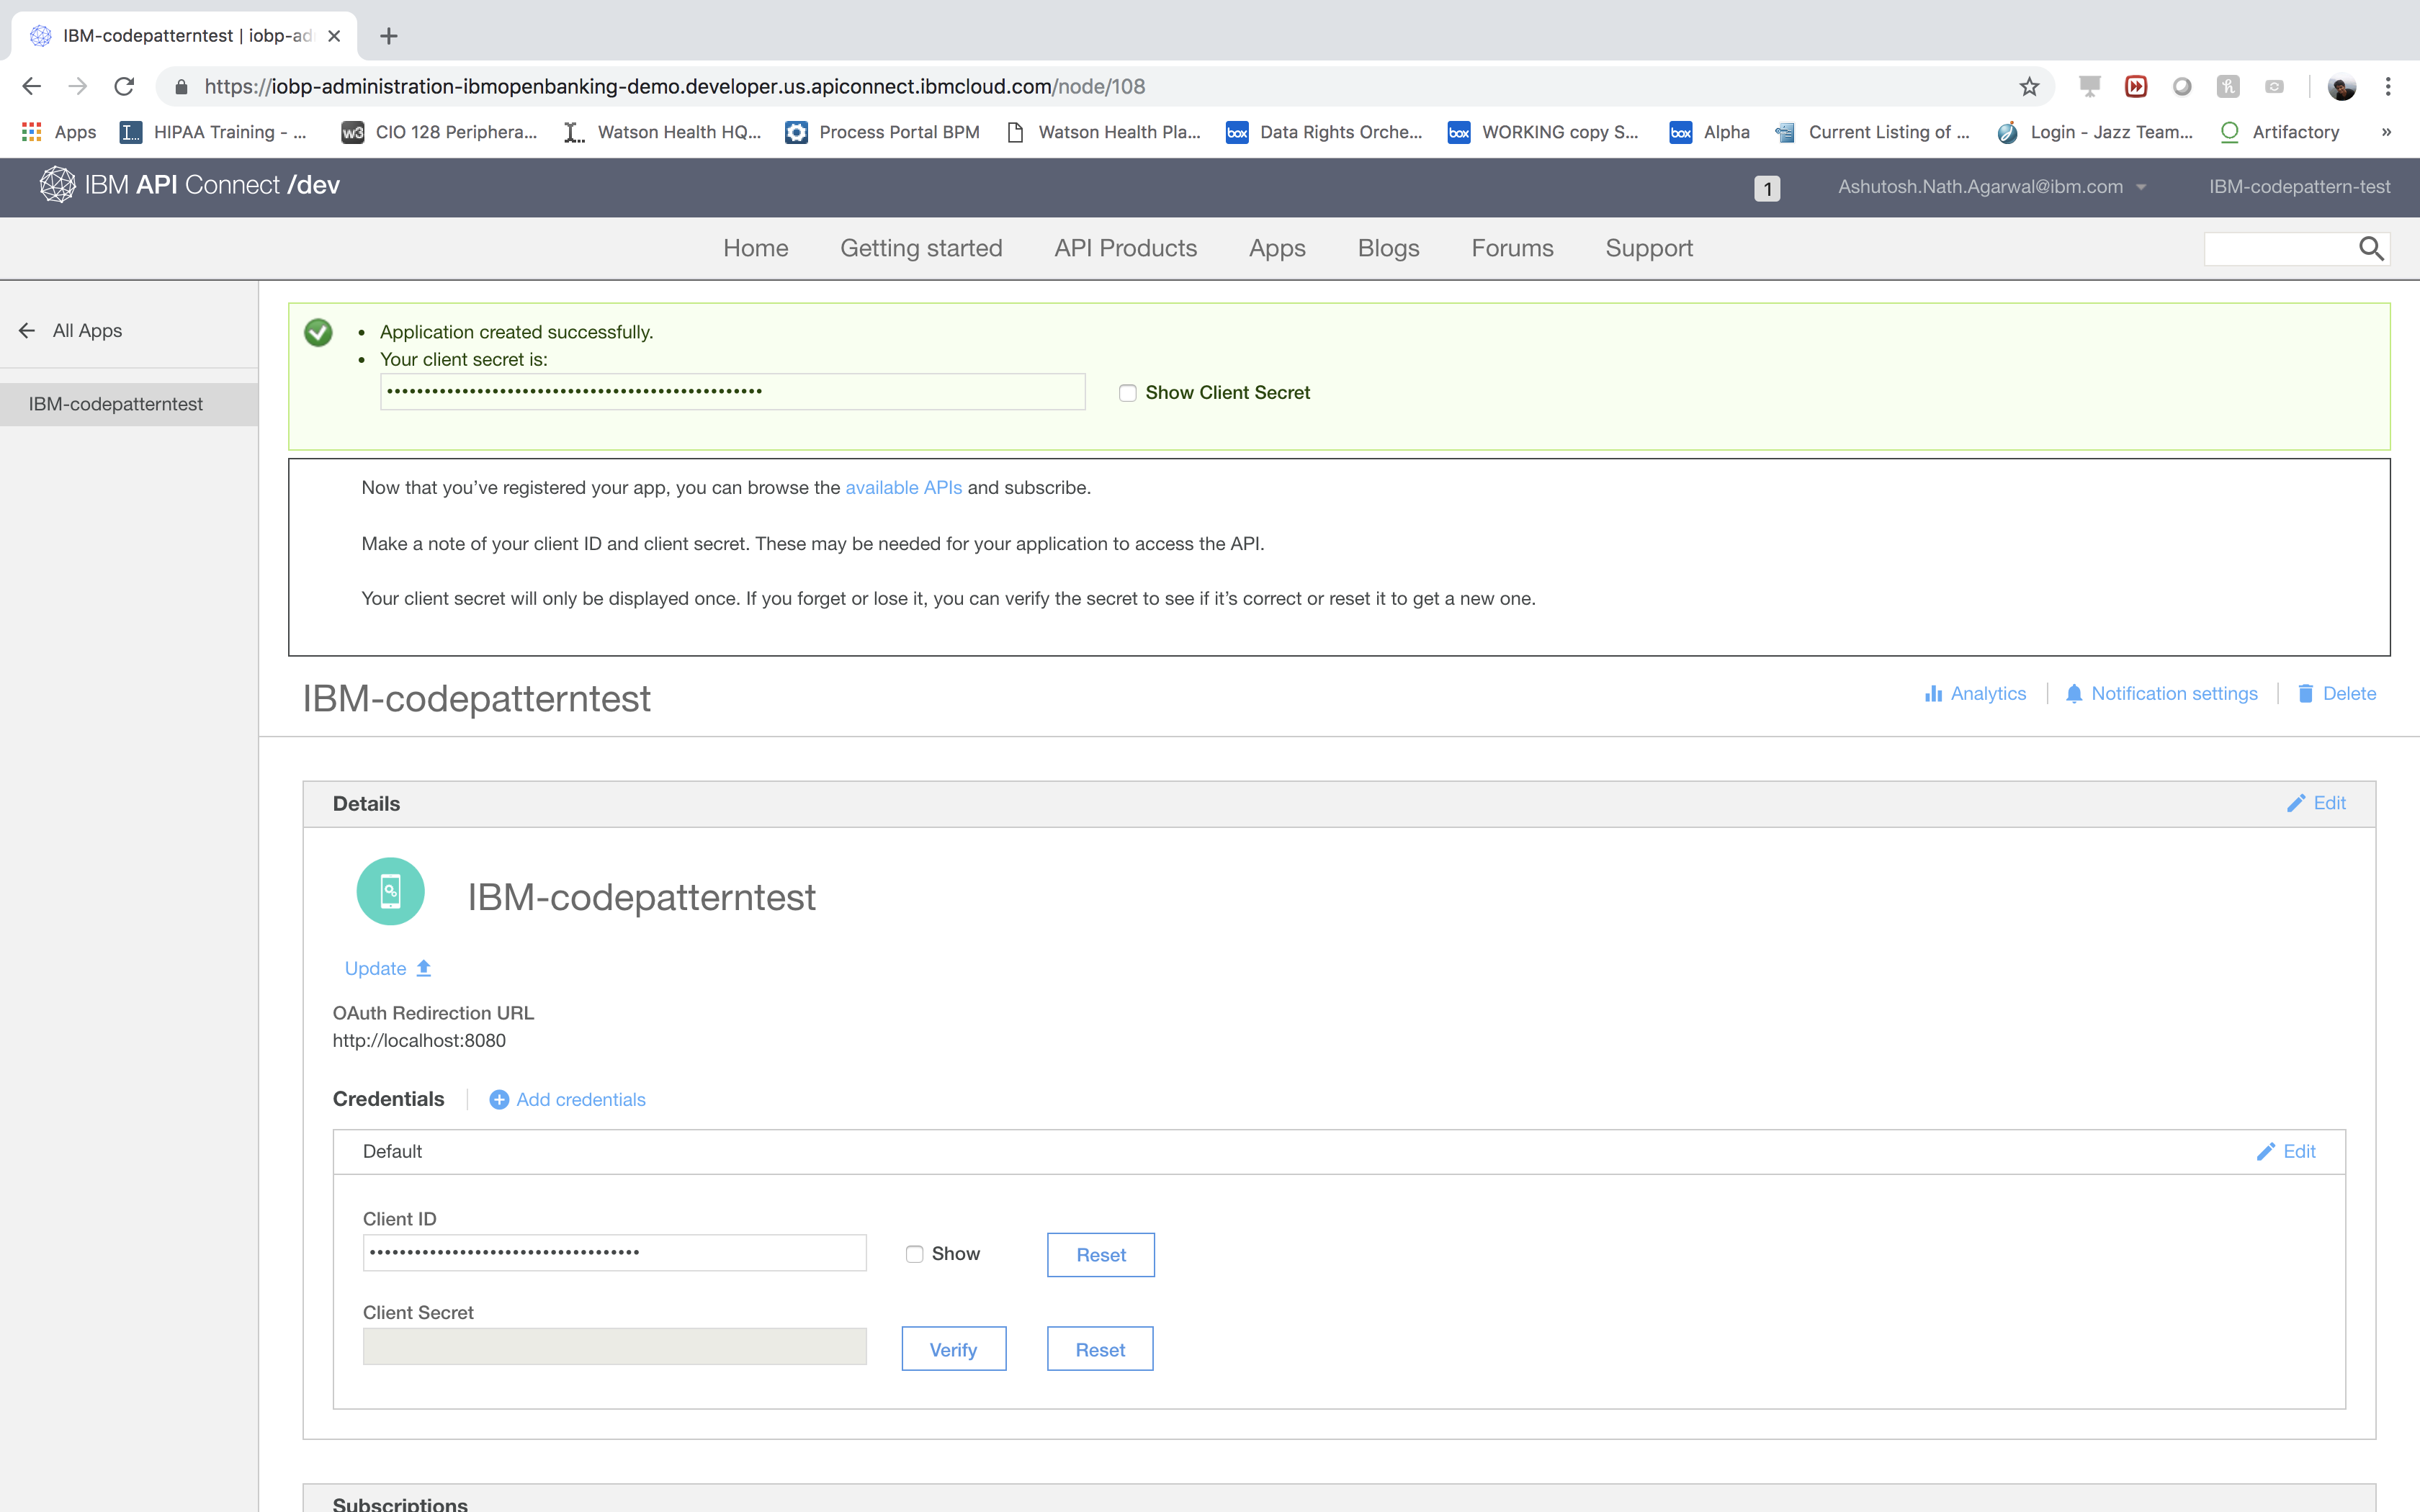 IBM-codepatterntest | iobp-ad
https://iobp-administration-ibmopenbanking-demo.developer.us.apiconnect.ibmcloud.com/node/108
Apps
HIPAA Training - ...
w3
CIO 128 Periphera...
Watson Health HQ...
Process Portal BPM
Watson Health Pla...
box
Data Rights Orche...
box
WORKING copy S...
box
Alpha
Current Listing of ...
Login - Jazz Team...
Artifactory
»
IBM API Connect /dev
1
Ashutosh.Nath.Agarwal@ibm.com
IBM-codepattern-test
Home
Getting started
API Products
Apps
Blogs
Forums
Support
All Apps
IBM-codepatterntest
• Application created successfully.
• Your client secret is:
Show Client Secret
Now that you’ve registered your app, you can browse the available APIs and subscribe.
Make a note of your client ID and client secret. These may be needed for your application to access the API.
Your client secret will only be displayed once. If you forget or lose it, you can verify the secret to see if it’s correct or reset it to get a new one.
IBM-codepatterntest
Analytics
Notification settings
Delete
Details
Edit
IBM-codepatterntest
Update
OAuth Redirection URL
http://localhost:8080
Credentials
Add credentials
Default
Edit
Client ID
Show
Reset
Client Secret
Verify
Reset
Subscriptions